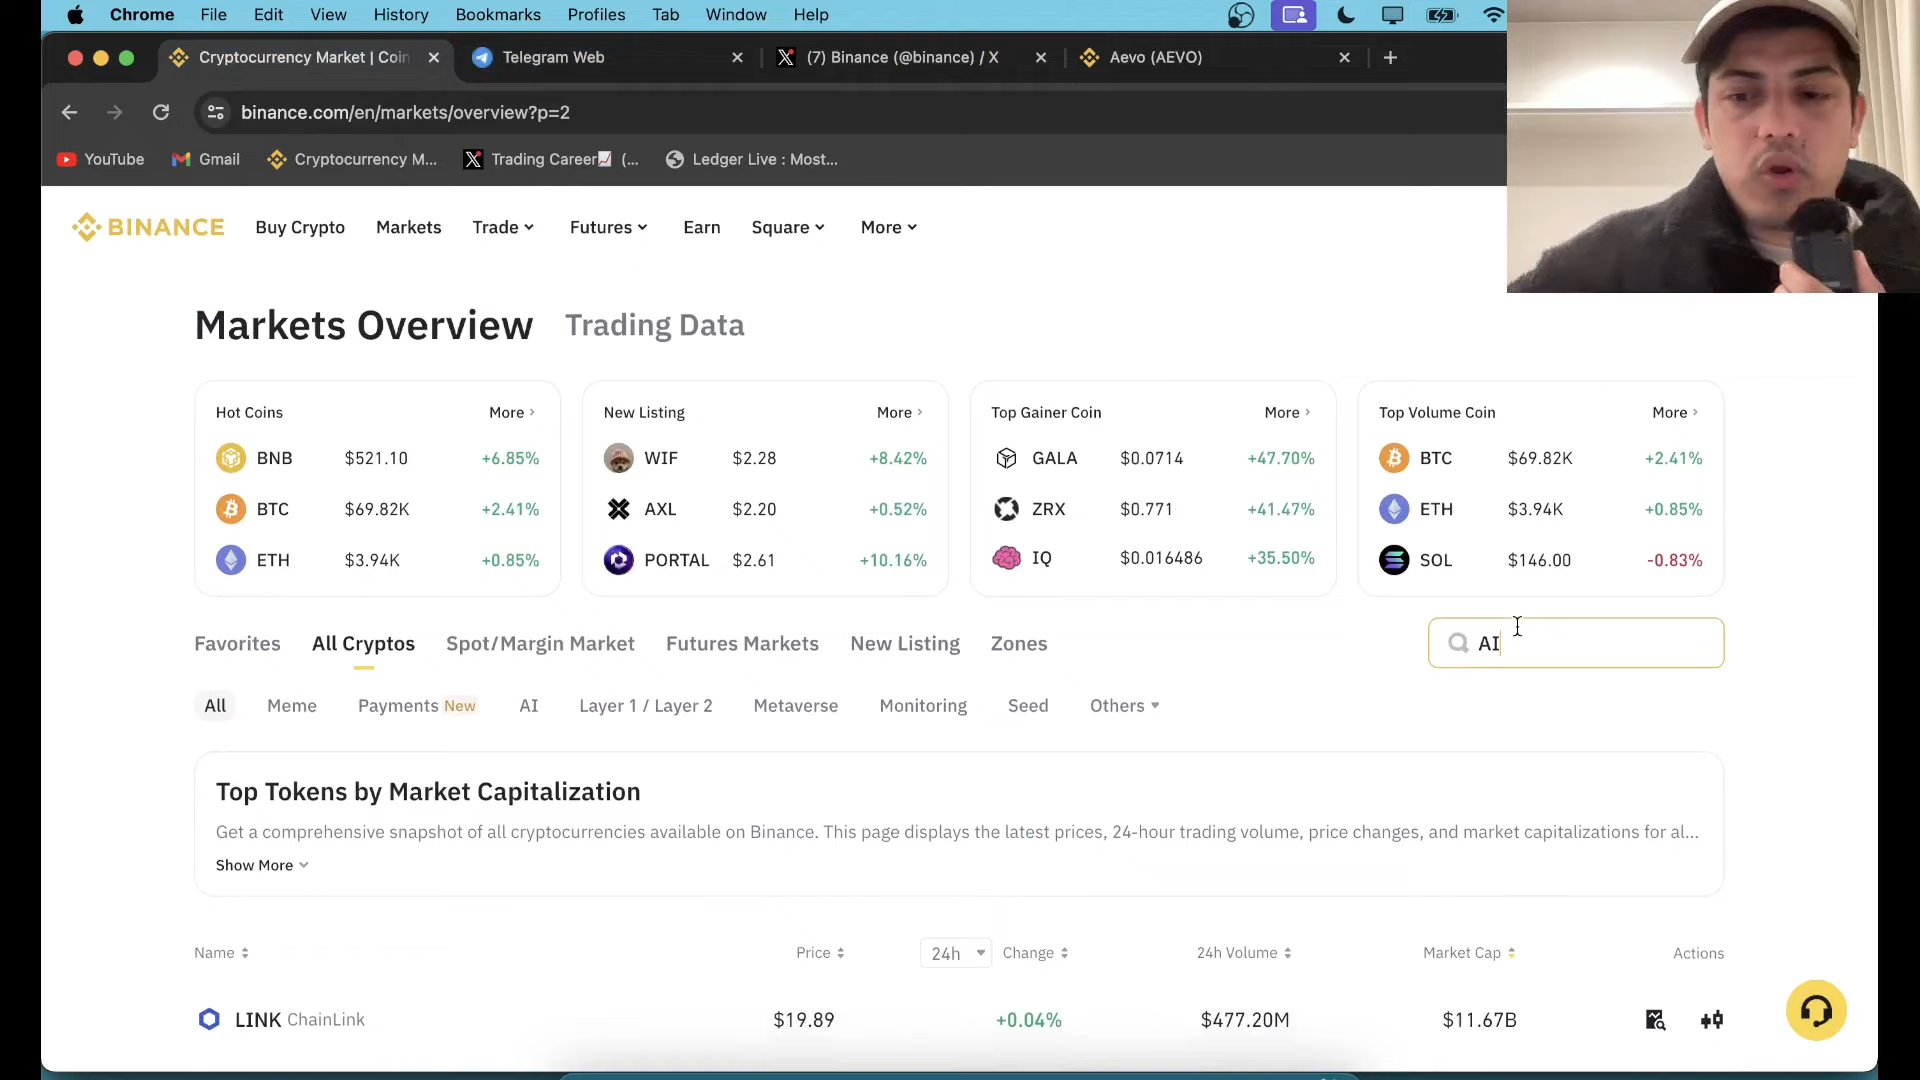 Chrome File Edit View History Bookmarks Profiles Tab Window Help
Cryptocurrency Market | Coin Telegram Web (7) Binance (@binance) / X Aevo (AEVO)
binance.com/en/markets/overview?p=2
YouTube Gmail Cryptocurrency M... Trading Career (... Ledger Live : Most...
BINANCE Buy Crypto Markets Trade Futures Earn Square More
Markets Overview Trading Data
Hot Coins More
BNB $521.10 +6.85%
BTC $69.82K +2.41%
ETH $3.94K +0.85%
New Listing More
WIF $2.28 +8.42%
AXL $2.20 +0.52%
PORTAL $2.61 +10.16%
Top Gainer Coin More
GALA $0.0714 +47.70%
ZRX $0.771 +41.47%
IQ $0.016486 +35.50%
Top Volume Coin More
BTC $69.82K +2.41%
ETH $3.94K +0.85%
SOL $146.00 -0.83%
Favorites All Cryptos Spot/Margin Market Futures Markets New Listing Zones AI
All Meme Payments New AI Layer 1 / Layer 2 Metaverse Monitoring Seed Others
Top Tokens by Market Capitalization
Get a comprehensive snapshot of all cryptocurrencies available on Binance. This page displays the latest prices, 24-hour trading volume, price changes, and market capitalizations for al...
Show More
Name Price 24h Change 24h Volume Market Cap Actions
LINK ChainLink $19.89 +0.04% $477.20M $11.67B